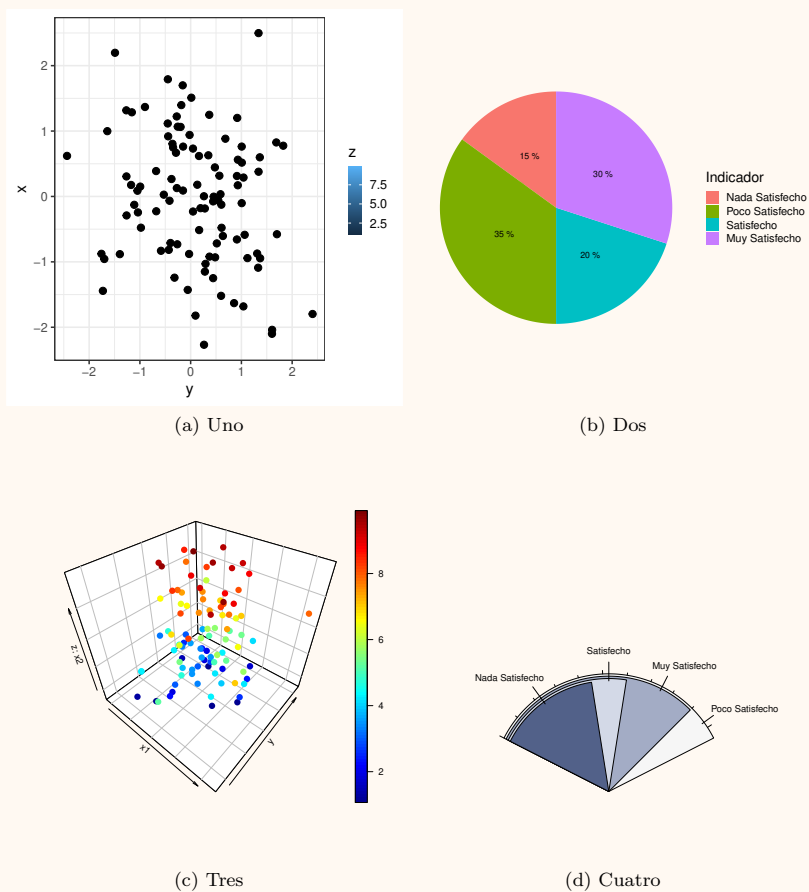 2
1
0
−1
−2
x
−2
−1
0
1
2
y
z
7.5
5.0
2.5
(a) Uno
15 %
30 %
35 %
20 %
Indicador
Nada Satisfecho
Poco Satisfecho
Satisfecho
Muy Satisfecho
(b) Dos
z: x2
x1
y
8
6
4
2
(c) Tres
Satisfecho
Muy Satisfecho
Nada Satisfecho
Poco Satisfecho
(d) Cuatro